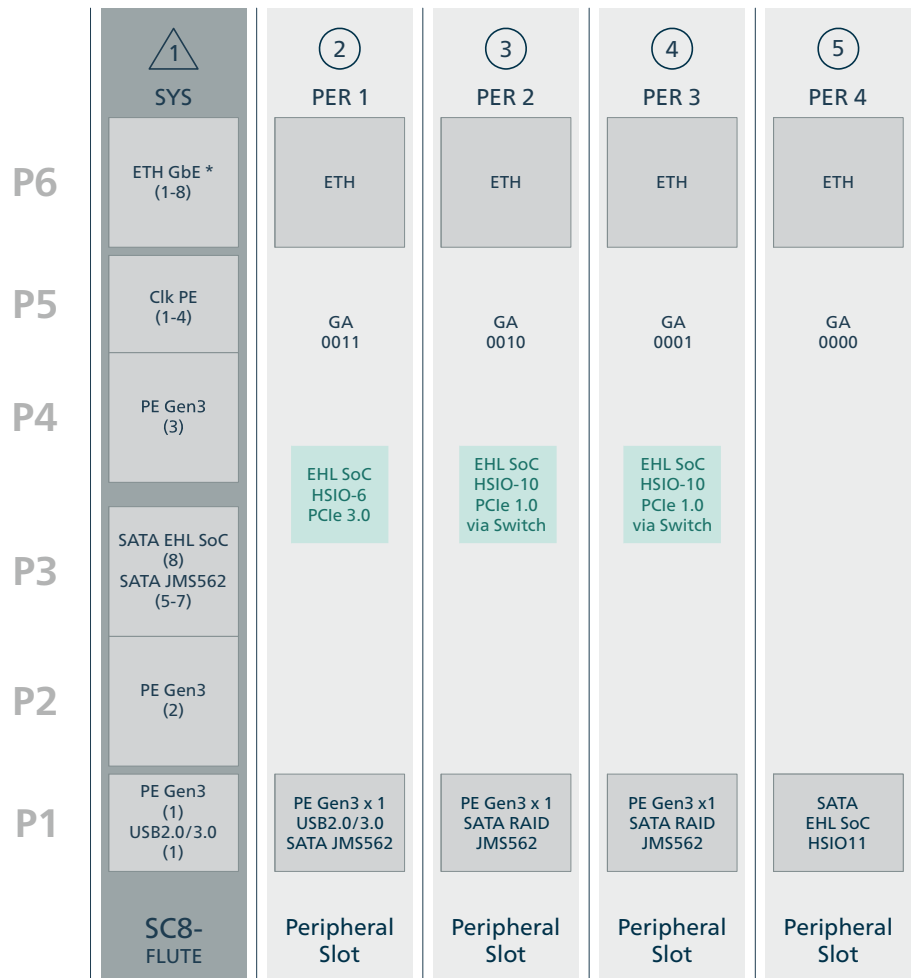 1
SYS
2
PER 1
3
PER 2
4
PER 3
5
PER 4
P6
P5
P4
P3
P2
P1
ETH GbE *
(1-8)
Clk PE
(1-4)
PE Gen3
(3)
SATA EHL SoC
(8)
SATA JMS562
(5-7)
PE Gen3
(2)
PE Gen3
(1)
USB2.0/3.0
(1)
SC8-
FLUTE
ETH
GA
0011
EHL SoC
HSIO-6
PCIe 3.0
PE Gen3 x 1
USB2.0/3.0
SATA JMS562
Peripheral
Slot
ETH
GA
0010
EHL SoC
HSIO-10
PCIe 1.0
via Switch
PE Gen3 x 1
SATA RAID
JMS562
Peripheral
Slot
ETH
GA
0001
EHL SoC
HSIO-10
PCIe 1.0
via Switch
PE Gen3 x1
SATA RAID
JMS562
Peripheral
Slot
ETH
GA
0000
SATA
EHL SoC
HSIO11
Peripheral
Slot